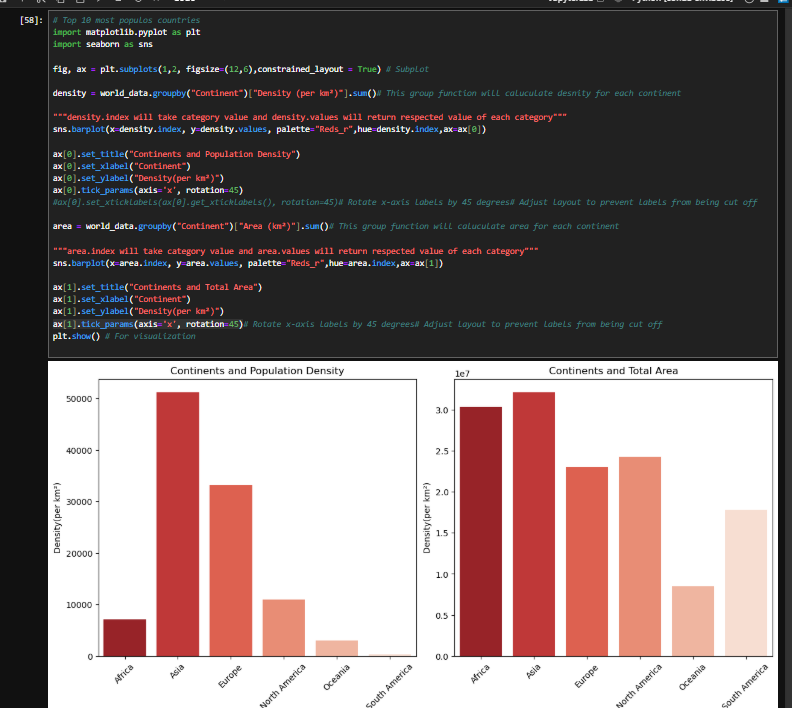 [58]:
# Top 10 most populos countries
import matplotlib.pyplot as plt
import seaborn as sns
fig, ax = plt.subplots(1,2, figsize=(12,6),constrained_layout = True) # Subplot
density = world_data.groupby("Continent")["Density (per km²)"].sum()# This group function will caluculate desnity for each continent
"""density.index will take category value and density.values will return respected value of each category"""
sns.barplot(x=density.index, y=density.values, palette="Reds_r",hue=density.index,ax=ax[0])
ax[0].set_title("Continents and Population Density")
ax[0].set_xlabel("Continent")
ax[0].set_ylabel("Density(per km²)")
ax[0].tick_params(axis='x', rotation=45)
#ax[0].set_xticklabels(ax[0].get_xticklabels(), rotation=45)# Rotate x-axis labels by 45 degrees# Adjust layout to prevent labels from being cut off
area = world_data.groupby("Continent")["Area (km²)"].sum()# This group function will caluculate area for each continent
"""area.index will take category value and area.values will return respected value of each category"""
sns.barplot(x=area.index, y=area.values, palette="Reds_r",hue=area.index,ax=ax[1])
ax[1].set_title("Continents and Total Area")
ax[1].set_xlabel("Continent")
ax[1].set_ylabel("Density(per km²)")
ax[1].tick_params(axis='x', rotation=45)# Rotate x-axis labels by 45 degrees# Adjust layout to prevent labels from being cut off
plt.show() # For visualization
Continents and Population Density
Density(per km²)
50000
40000
30000
20000
10000
0
Africa
Asia
Europe
North America
Oceania
South America
Continents and Total Area
1e7
Density(per km²)
3.0
2.5
2.0
1.5
1.0
0.5
0.0
Africa
Asia
Europe
North America
Oceania
South America